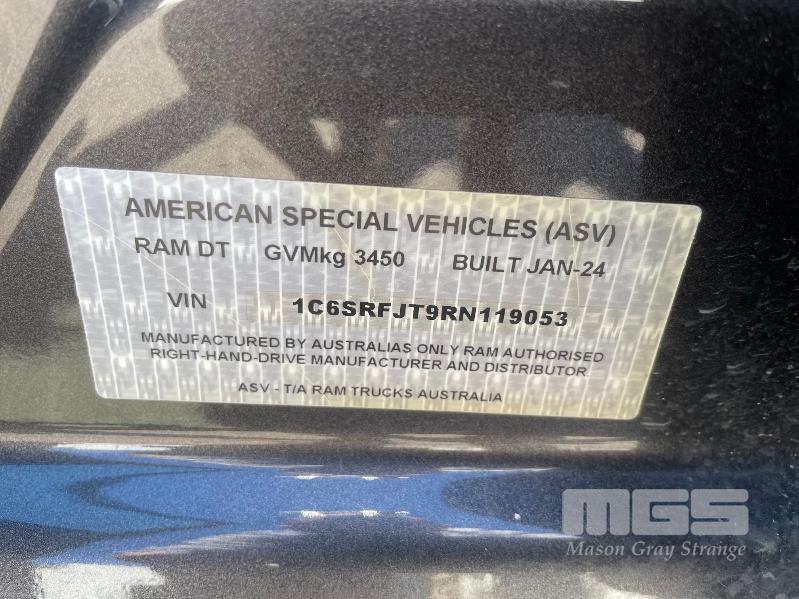 AMERICAN SPECIAL VEHICLES (ASV)
RAM DT GVMkg 3450 BUILT JAN-24
VIN 1C6SRFJT9RN119053
MANUFACTURED BY AUSTRALIAS ONLY RAM AUTHORISED
RIGHT-HAND-DRIVE MANUFACTURER AND DISTRIBUTOR
ASV - T/A RAM TRUCKS AUSTRALIA
MGS
Mason Gray Strange